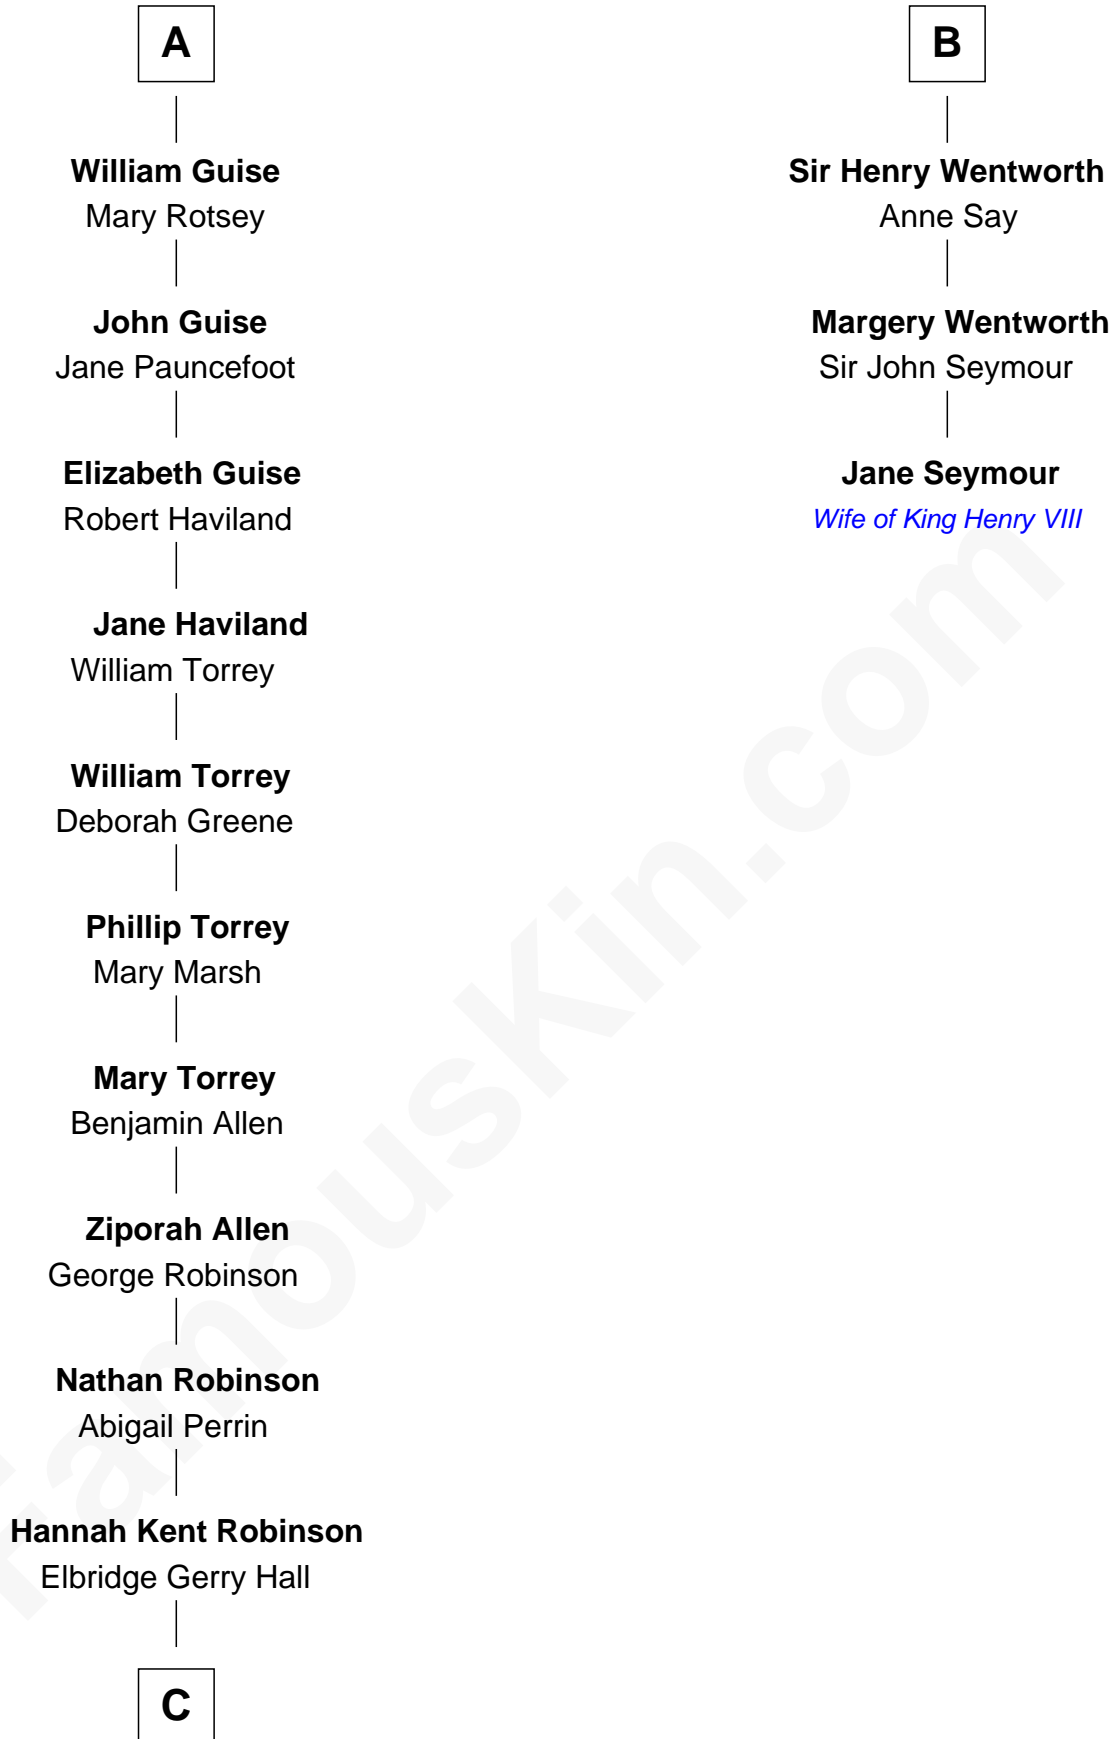 A
William Guise
Mary Rotsey
John Guise
Jane Pauncefoot
Elizabeth Guise
Robert Haviland
Jane Haviland
William Torrey
William Torrey
Deborah Greene
Phillip Torrey
Mary Marsh
Mary Torrey
Benjamin Allen
Ziporah Allen
George Robinson
Nathan Robinson
Abigail Perrin
Hannah Kent Robinson
Elbridge Gerry Hall
C
B
Sir Henry Wentworth
Anne Say
Margery Wentworth
Sir John Seymour
Jane Seymour
Wife of King Henry VIII
FamousKin.com